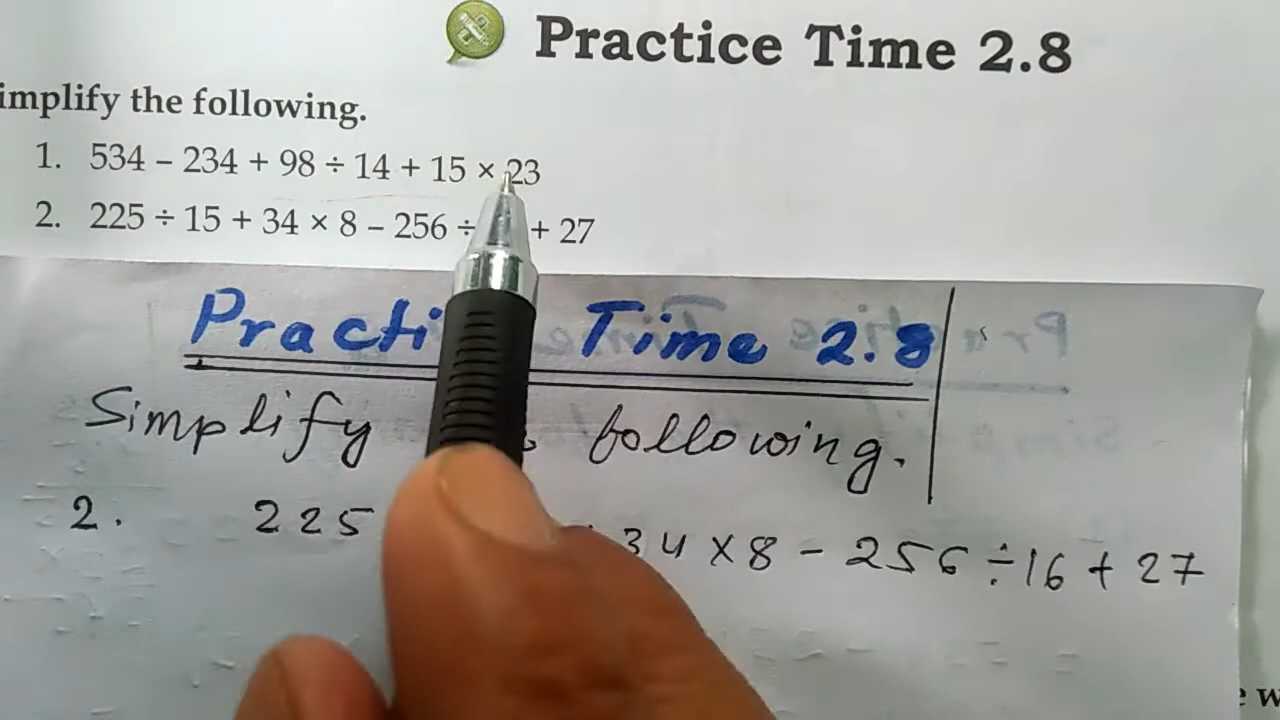 Practice Time 2.8
implify the following.
1. 534 – 234 + 98 ÷ 14 + 15 × 23
2. 225 ÷ 15 + 34 × 8 – 256 ÷ + 27
Practi Time 2.8
Simplify following.
2. 225 34 × 8 - 256 ÷ 16 + 27